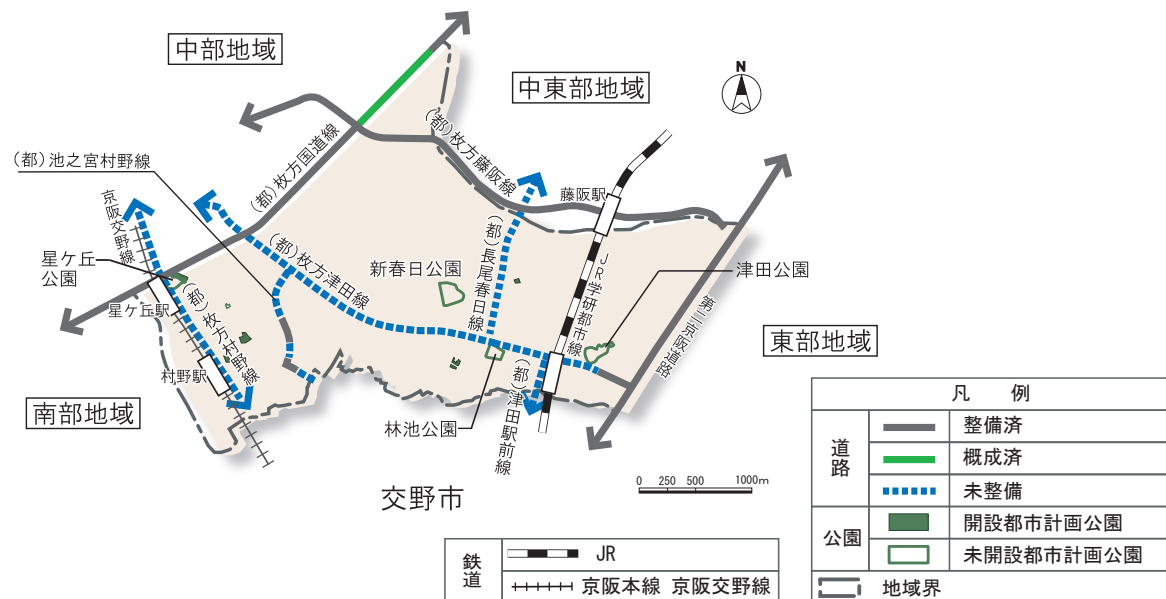 中部地域
中東部地域
N
(都)池之宮村野線
(都)枚方国道線
(都)枚方藤阪線
藤阪駅
京阪交野線
星ケ丘
公園
(都)枚方津田線
新春日公園
(都)長尾春日線
JR学研都市線
津田公園
星ケ丘駅
(都)枚方村野線
第二京阪道路
東部地域
村野駅
南部地域
林池公園
(都)津田駅前線
交野市
0 250 500 1000m
凡 例
道路
整備済
概成済
未整備
公園
開設都市計画公園
未開設都市計画公園
地域界
鉄道
JR
京阪本線 京阪交野線